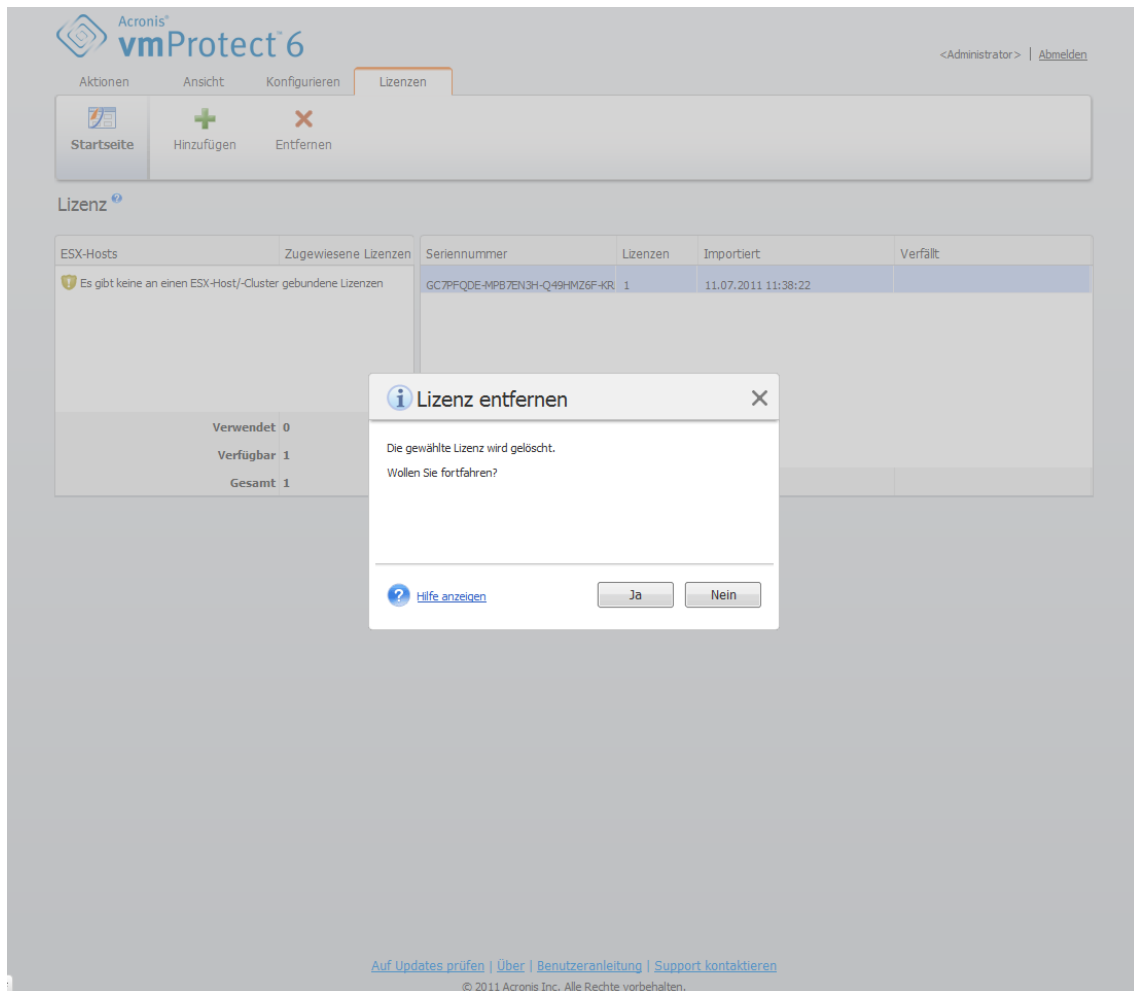 Acronis®
vmProtect™ 6
<Administrator> | Abmelden
Aktionen Ansicht Konfigurieren Lizenzen
Startseite Hinzufügen Entfernen
Lizenz
ESX-Hosts Zugewiesene Lizenzen Seriennummer Lizenzen Importiert Verfällt
Es gibt keine an einen ESX-Host/-Cluster gebundene Lizenzen GC7PFQDE-MPB7EN3H-Q49HMZ6F-KR 1 11.07.2011 11:38:22
Verwendet 0
Verfügbar 1
Gesamt 1
Lizenz entfernen
Die gewählte Lizenz wird gelöscht.
Wollen Sie fortfahren?
Hilfe anzeigen Ja Nein
Auf Updates prüfen | Über | Benutzeranleitung | Support kontaktieren
© 2011 Acronis Inc. Alle Rechte vorbehalten.